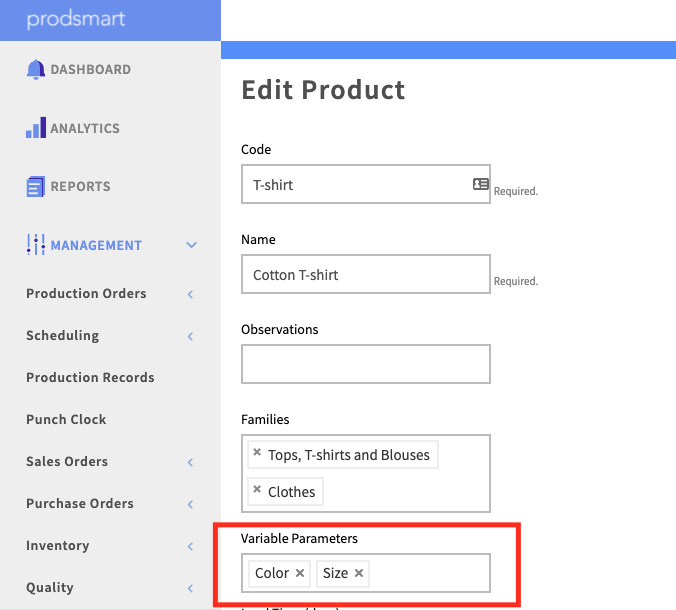 prodsmart
DASHBOARD
ANALYTICS
REPORTS
MANAGEMENT
Production Orders
Scheduling
Production Records
Punch Clock
Sales Orders
Purchase Orders
Inventory
Quality
Edit Product
Code
T-shirt
Required.
Name
Cotton T-shirt
Required.
Observations
Families
× Tops, T-shirts and Blouses
× Clothes
Variable Parameters
Color × Size ×